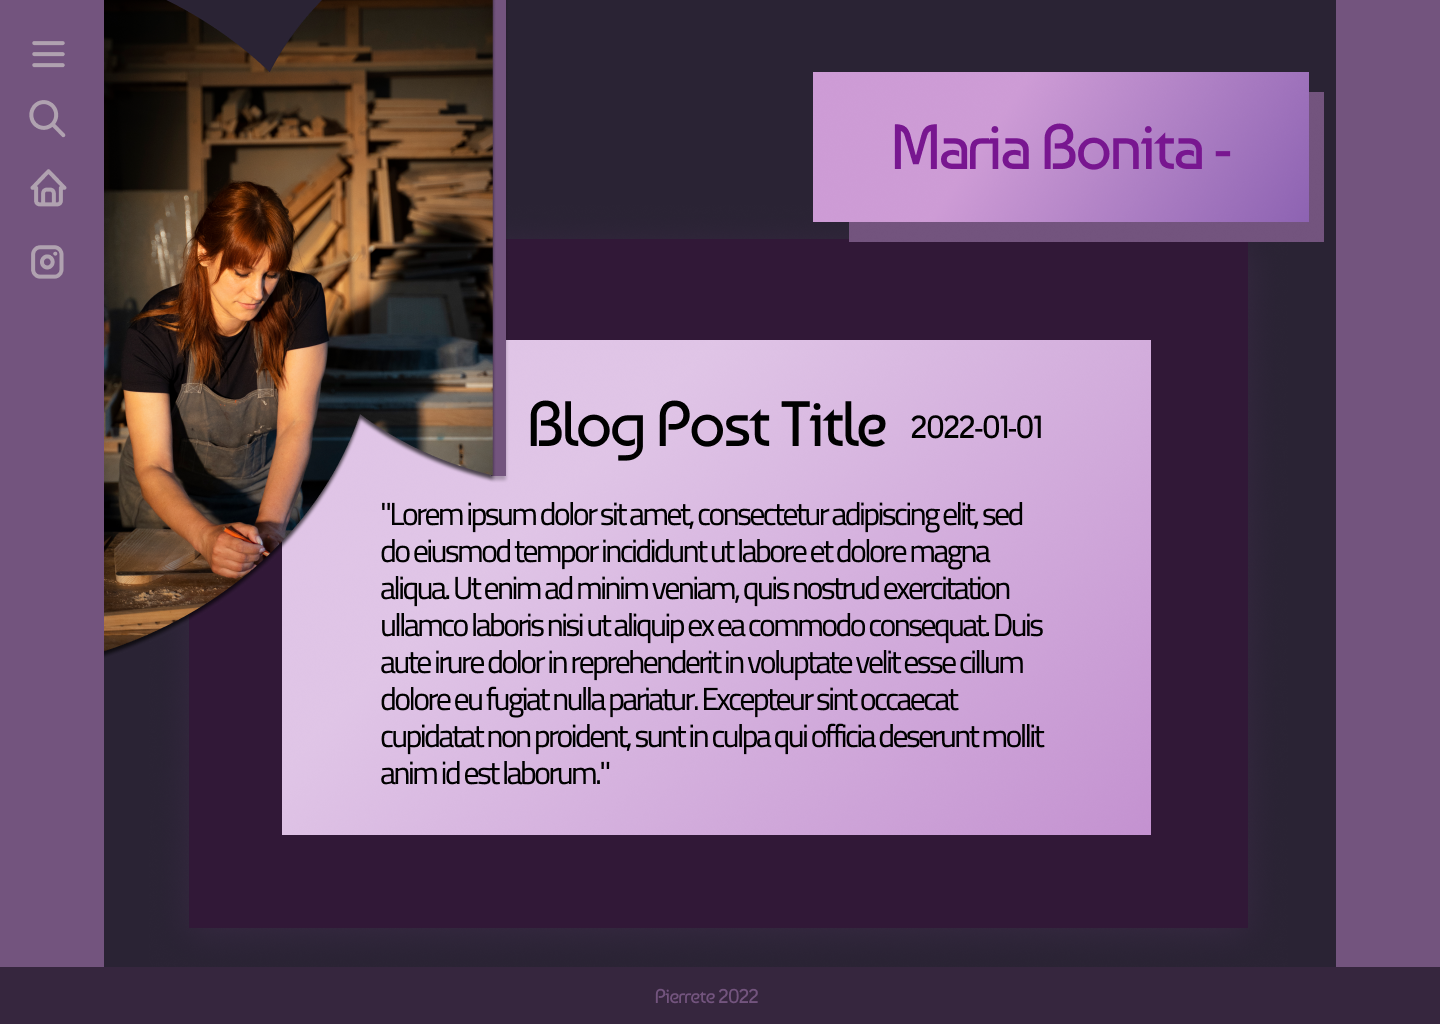 Maria Bonita -
Blog Post Title 2022-01-01
"Lorem ipsum dolor sit amet, consectetur adipiscing elit, sed
do eiusmod tempor incididunt ut labore et dolore magna
aliqua. Ut enim ad minim veniam, quis nostrud exercitation
ullamco laboris nisi ut aliquip ex ea commodo consequat. Duis
aute irure dolor in reprehenderit in voluptate velit esse cillum
dolore eu fugiat nulla pariatur. Excepteur sint occaecat
cupidatat non proident, sunt in culpa qui officia deserunt mollit
anim id est laborum."
Pierrete 2022